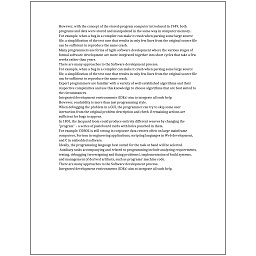 However, with the concept of the stored-program computer introduced in 1949, both
programs and data were stored and manipulated in the same way in computer memory.
For example, when a bug in a compiler can make it crash when parsing some large source
file, a simplification of the test case that results in only few lines from the original source file
can be sufficient to reproduce the same crash.
Many programmers use forms of Agile software development where the various stages of
formal software development are more integrated together into short cycles that take a few
weeks rather than years.
There are many approaches to the Software development process.
For example, when a bug in a compiler can make it crash when parsing some large source
file, a simplification of the test case that results in only few lines from the original source file
can be sufficient to reproduce the same crash.
Expert programmers are familiar with a variety of well-established algorithms and their
respective complexities and use this knowledge to choose algorithms that are best suited to
the circumstances.
Integrated development environments (IDEs) aim to integrate all such help.
However, readability is more than just programming style.
When debugging the problem in a GUI, the programmer can try to skip some user
interaction from the original problem description and check if remaining actions are
sufficient for bugs to appear.
In 1801, the Jacquard loom could produce entirely different weaves by changing the
"program" – a series of pasteboard cards with holes punched in them.
For example, COBOL is still strong in corporate data centers often on large mainframe
computers, Fortran in engineering applications, scripting languages in Web development,
and C in embedded software.
Ideally, the programming language best suited for the task at hand will be selected.
Auxiliary tasks accompanying and related to programming include analyzing requirements,
testing, debugging (investigating and fixing problems), implementation of build systems,
and management of derived artifacts, such as programs' machine code.
There are many approaches to the Software development process.
Integrated development environments (IDEs) aim to integrate all such help.